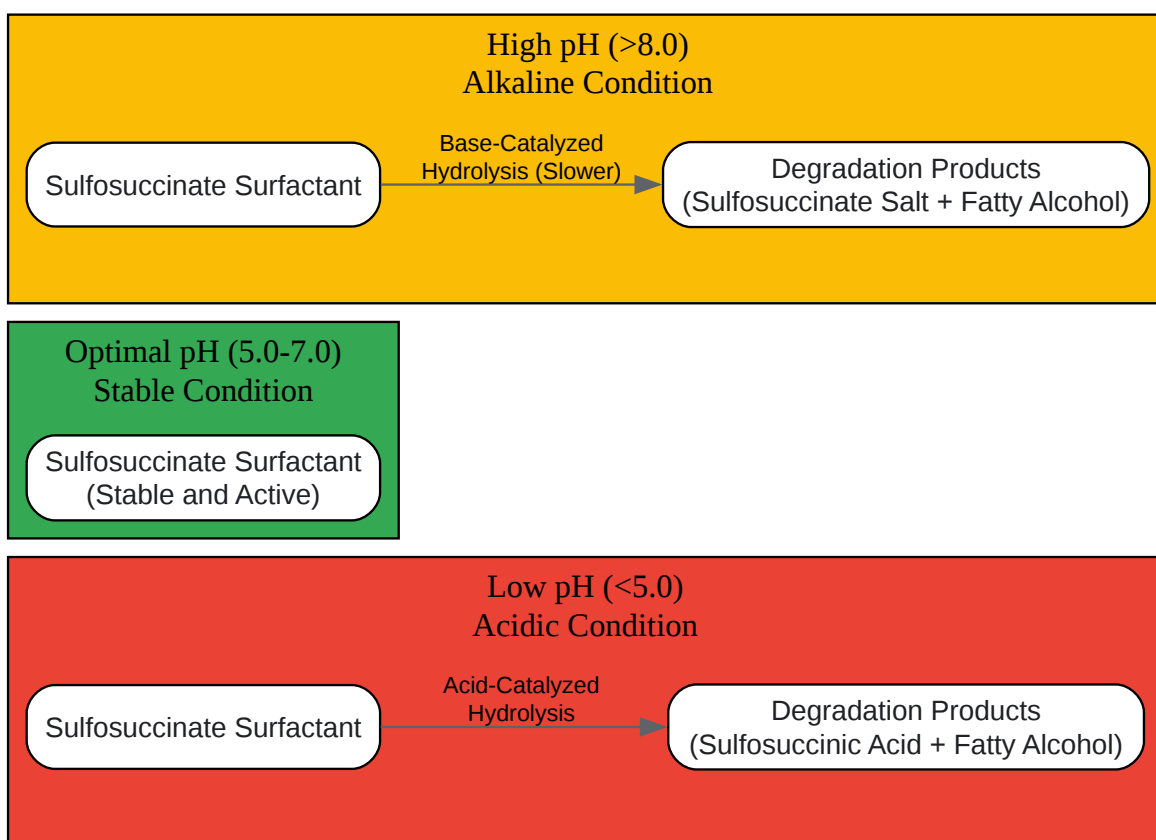 High pH (>8.0)
Alkaline Condition
Sulfosuccinate Surfactant
Base-Catalyzed
Hydrolysis (Slower)
Degradation Products
(Sulfosuccinate Salt + Fatty Alcohol)
Optimal pH (5.0-7.0)
Stable Condition
Sulfosuccinate Surfactant
(Stable and Active)
Low pH (<5.0)
Acidic Condition
Sulfosuccinate Surfactant
Acid-Catalyzed
Hydrolysis
Degradation Products
(Sulfosuccinic Acid + Fatty Alcohol)